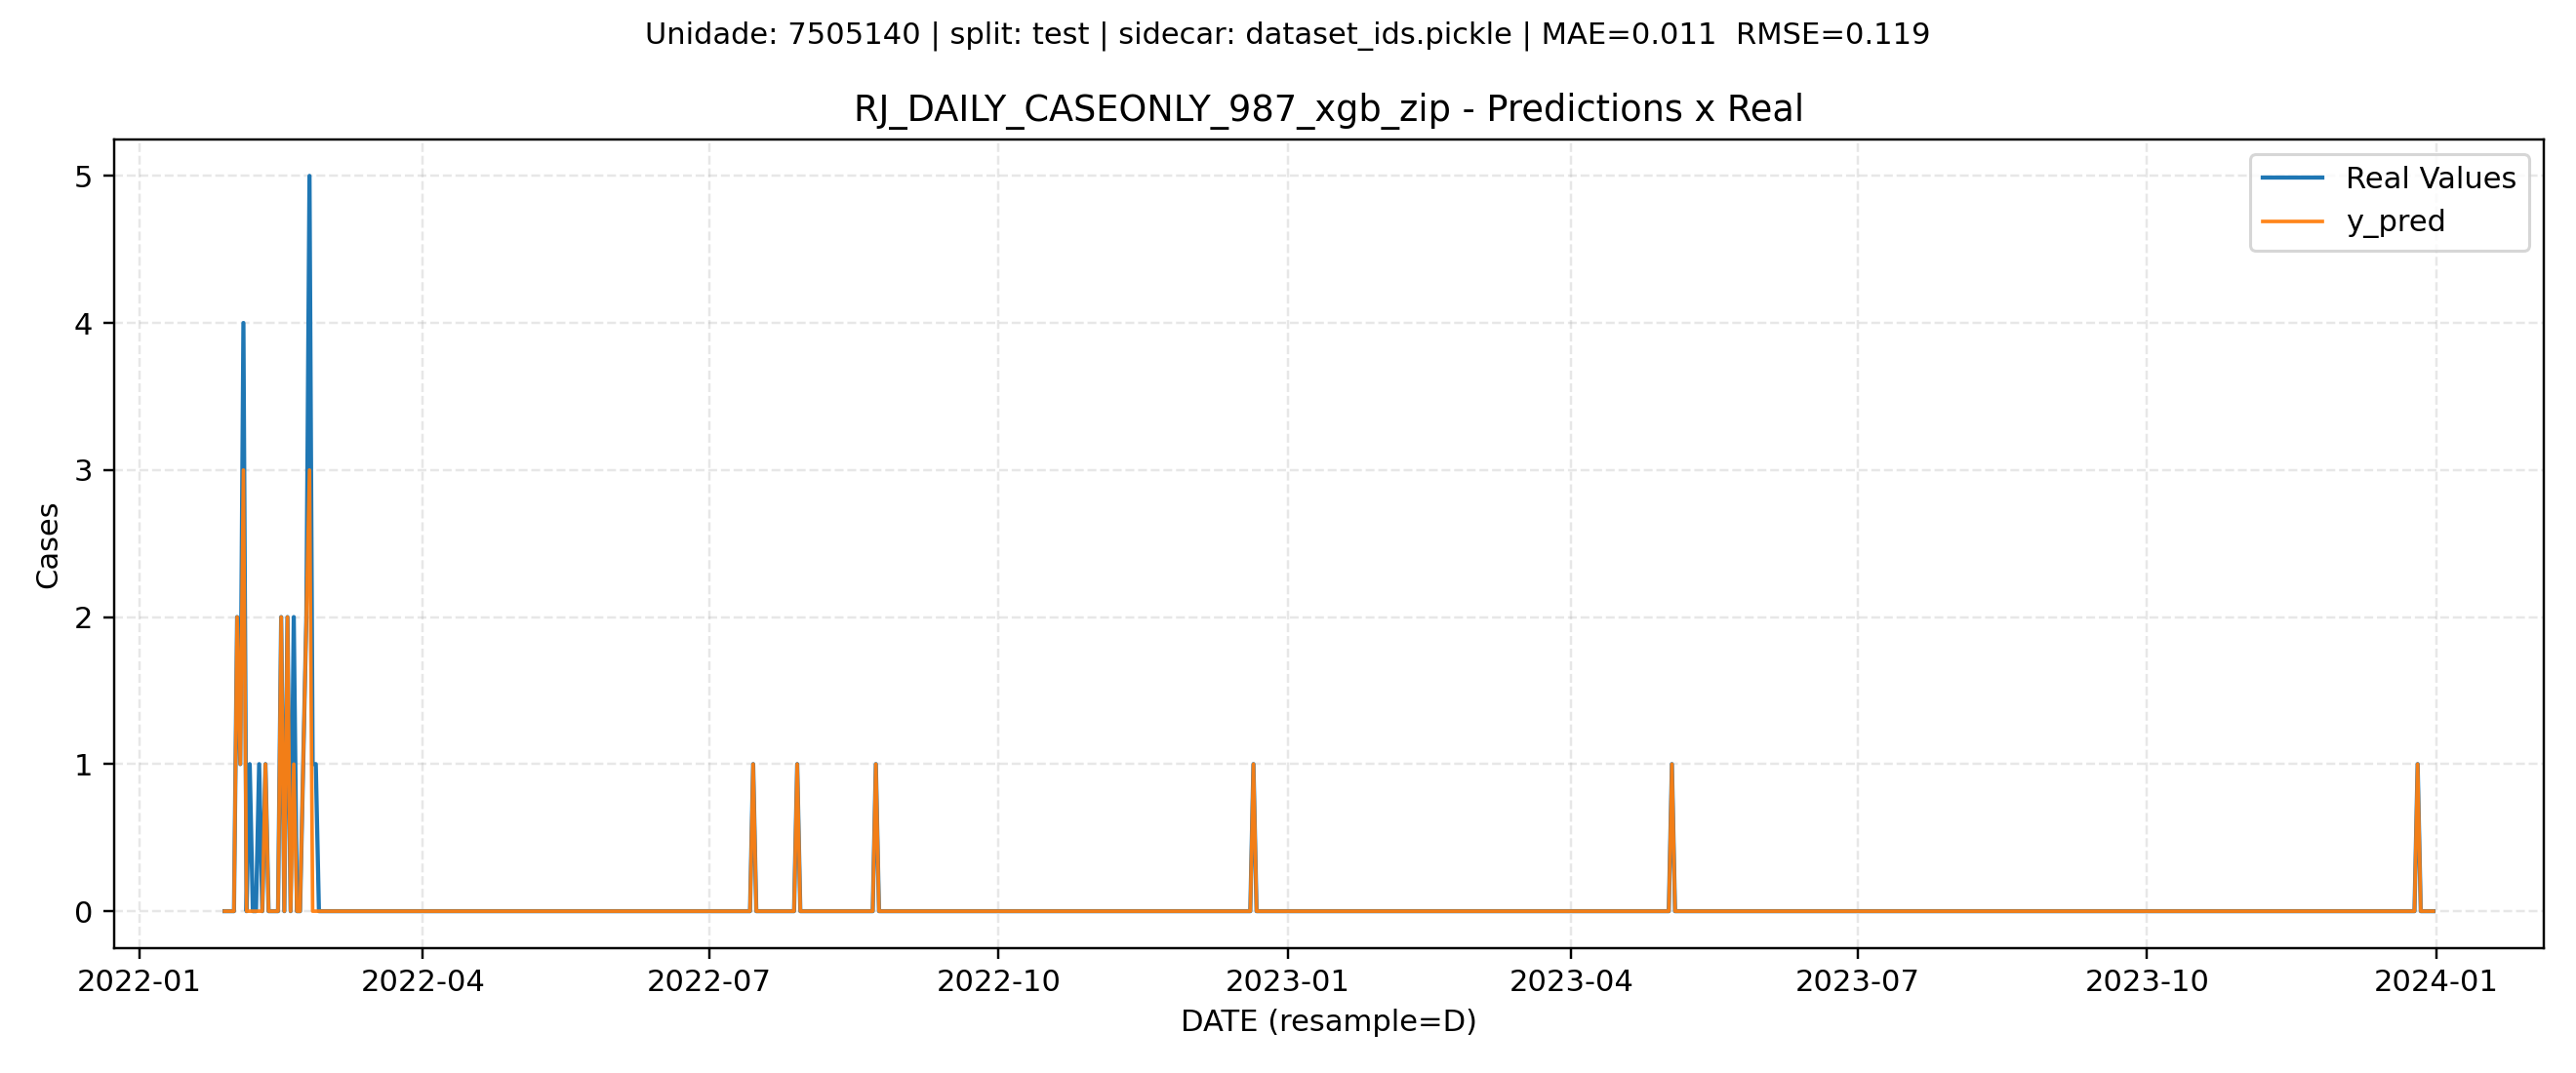 Unidade: 7505140 | split: test | sidecar: dataset_ids.pickle | MAE=0.011  RMSE=0.119
RJ_DAILY_CASEONLY_987_xgb_zip - Predictions x Real
Real Values
y_pred
5
4
3
2
1
0
Cases
2022-01
2022-04
2022-07
2022-10
2023-01
2023-04
2023-07
2023-10
2024-01
DATE (resample=D)